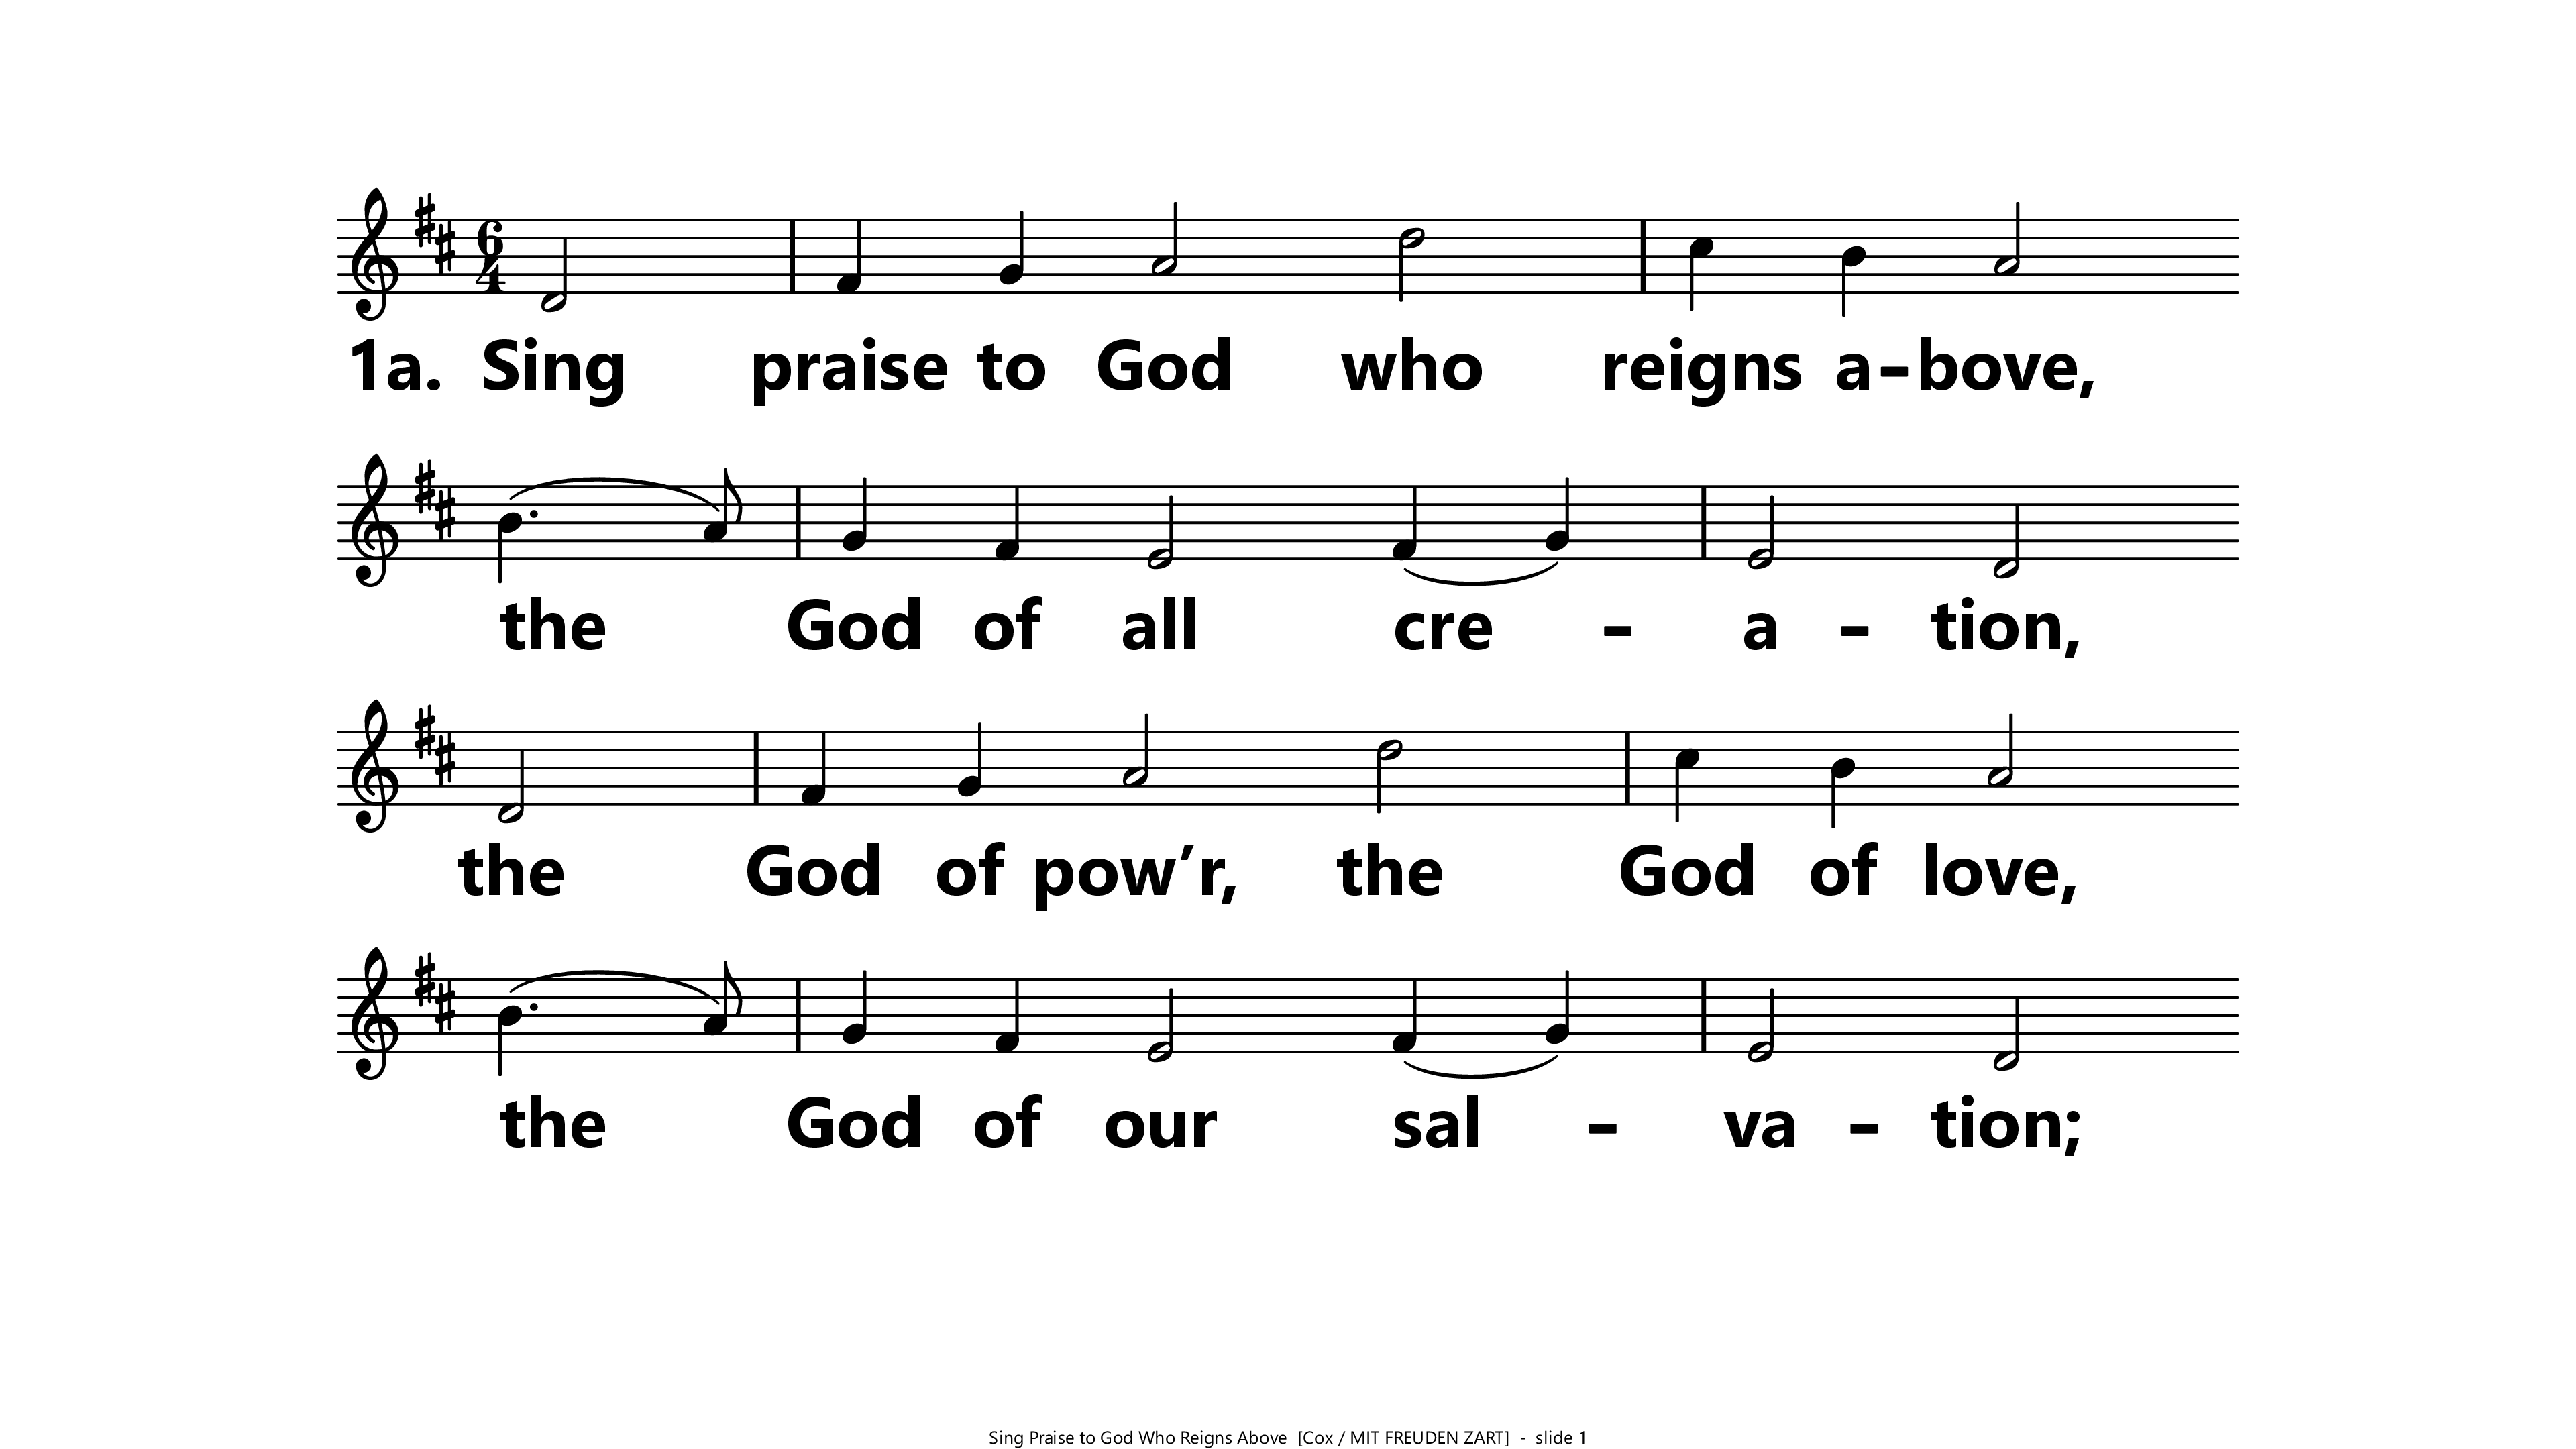 6
4
1a. Sing praise to God who reigns a-bove,
the God of all cre - a - tion,
the God of pow’r, the God of love,
the God of our sal - va - tion;
Sing Praise to God Who Reigns Above [Cox / MIT FREUDEN ZART] - slide 1